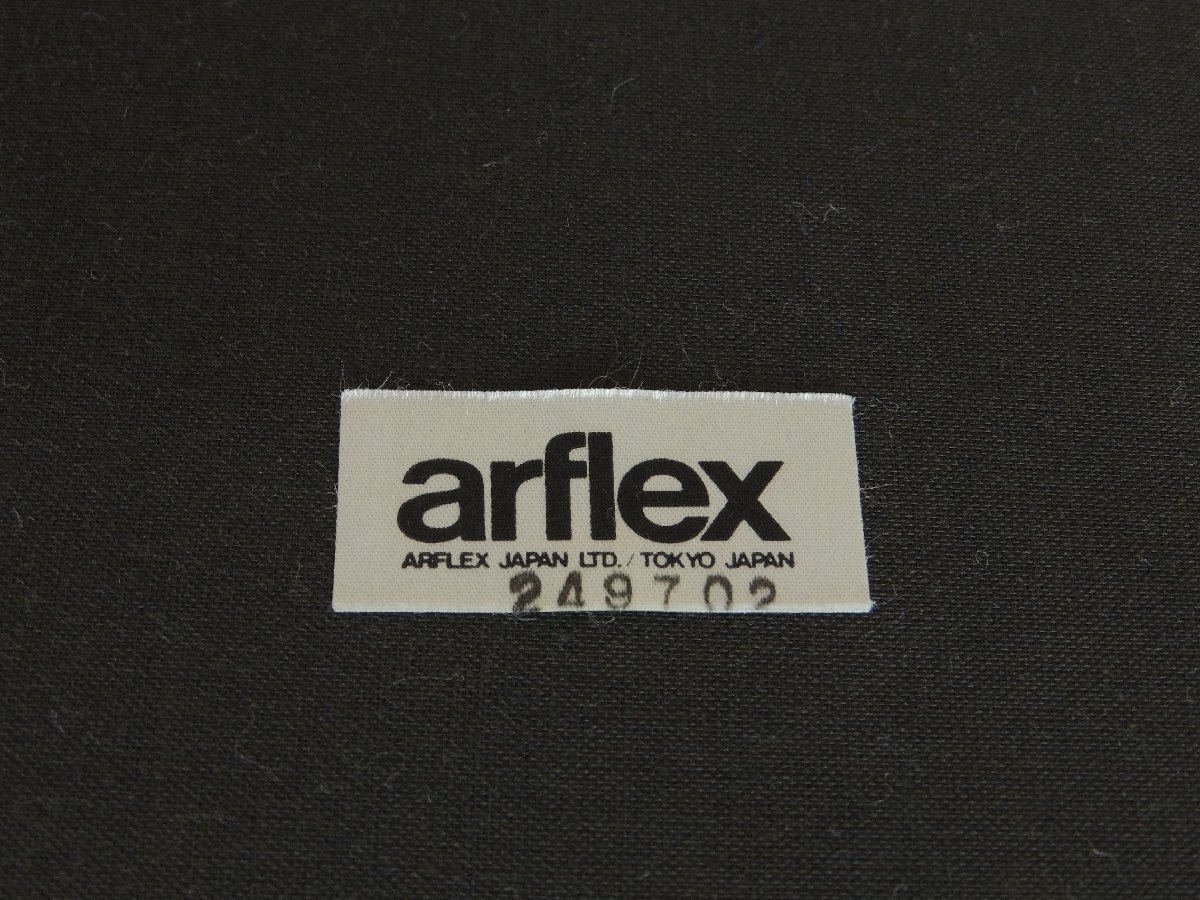 arflex
ARFLEX JAPAN LTD. / TOKYO JAPAN
249702